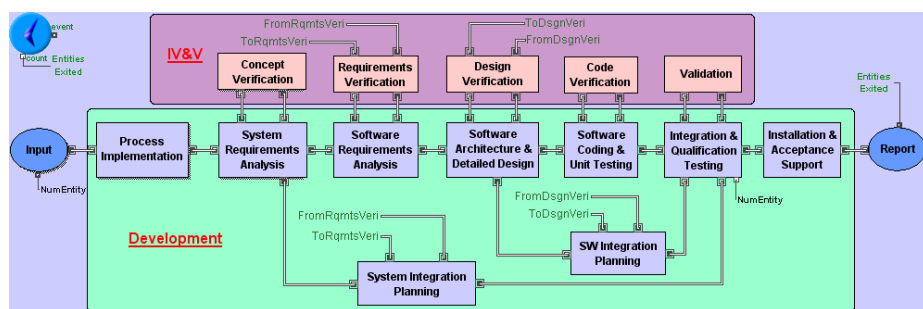 event
count
Entities
Exited
IV&V
FromRqmtsVeri
ToRqmtsVeri
ToDsgnVeri
FromDsgnVeri
Concept
Verification
Requirements
Verification
Design
Verification
Code
Verification
Validation
Entities
Exited
Input
NumEntity
Process
Implementation
System
Requirements
Analysis
Software
Requirements
Analysis
Software
Architecture &
Detailed Design
Software
Coding &
Unit Testing
Integration &
Qualification
Testing
Installation &
Acceptance
Support
Report
NumEntity
Development
FromRqmtsVeri
ToRqmtsVeri
System Integration
Planning
FromDsgnVeri
ToDsgnVeri
SW Integration
Planning